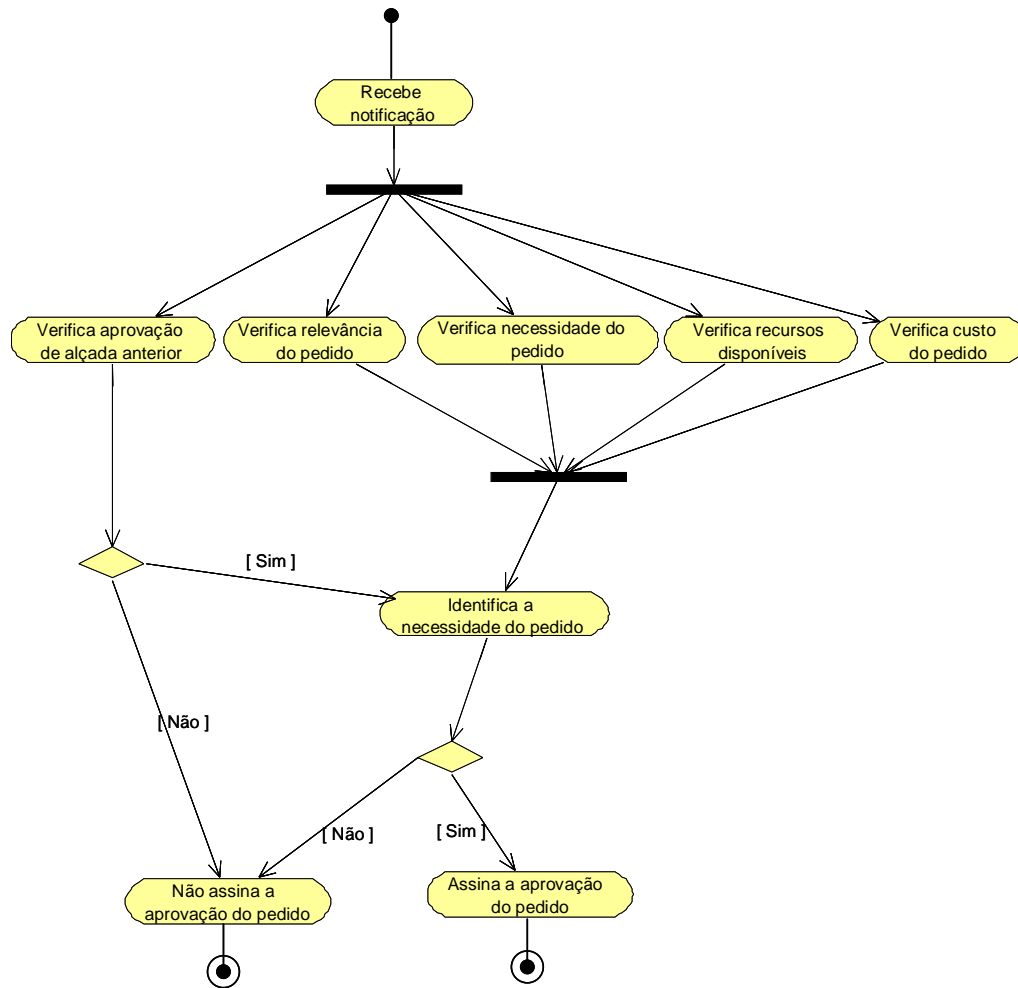 Recebe
notificação
Verifica aprovação
de alçada anterior
Verifica relevância
do pedido
Verifica necessidade do
pedido
Verifica recursos
disponíveis
Verifica custo
do pedido
[ Sim ]
Identifica a
necessidade do pedido
[ Não ]
[ Não ]
[ Sim ]
Não assina a
aprovação do pedido
Assina a aprovação
do pedido